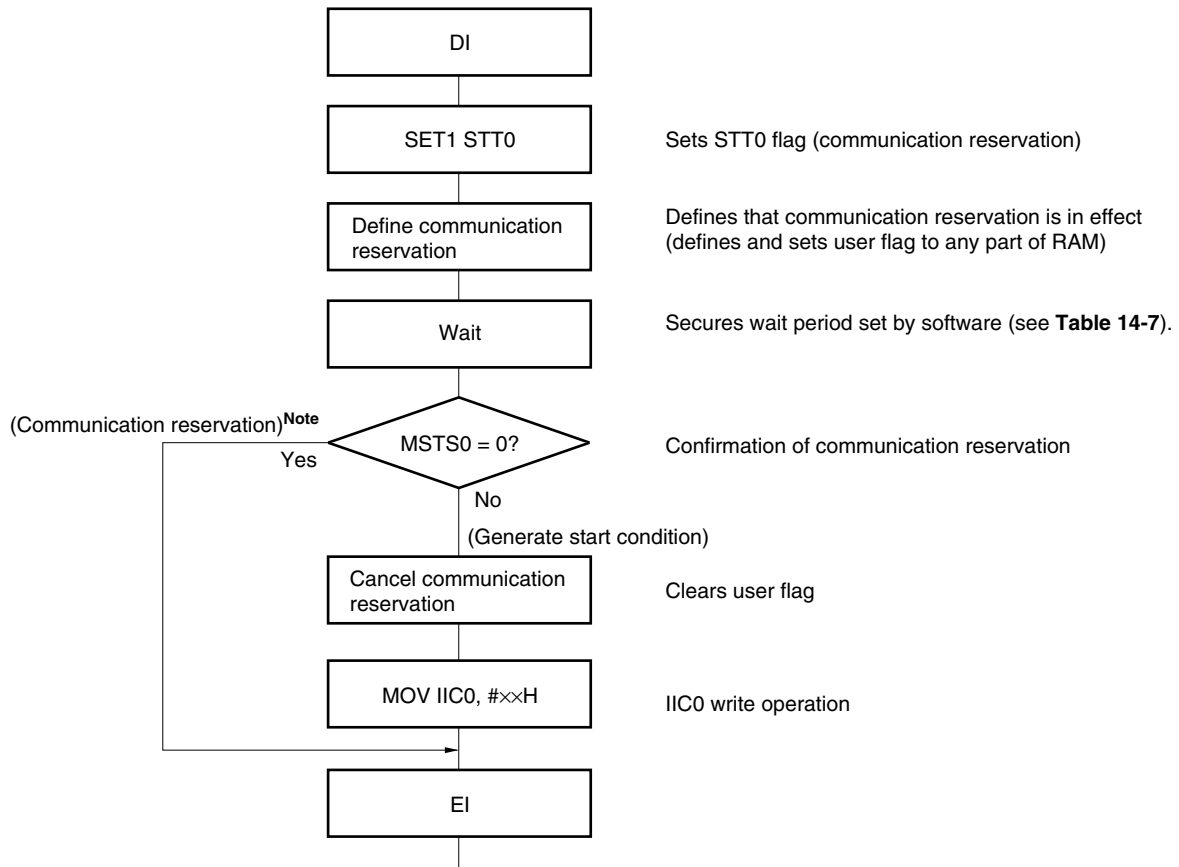 DI
SET1 STT0
Sets STT0 flag (communication reservation)
Define communication
reservation
Defines that communication reservation is in effect
(defines and sets user flag to any part of RAM)
Wait
Secures wait period set by software (see Table 14-7).
(Communication reservation)Note
Yes
MSTS0 = 0?
Confirmation of communication reservation
No
(Generate start condition)
Cancel communication
reservation
Clears user flag
MOV IIC0, #××H
IIC0 write operation
EI